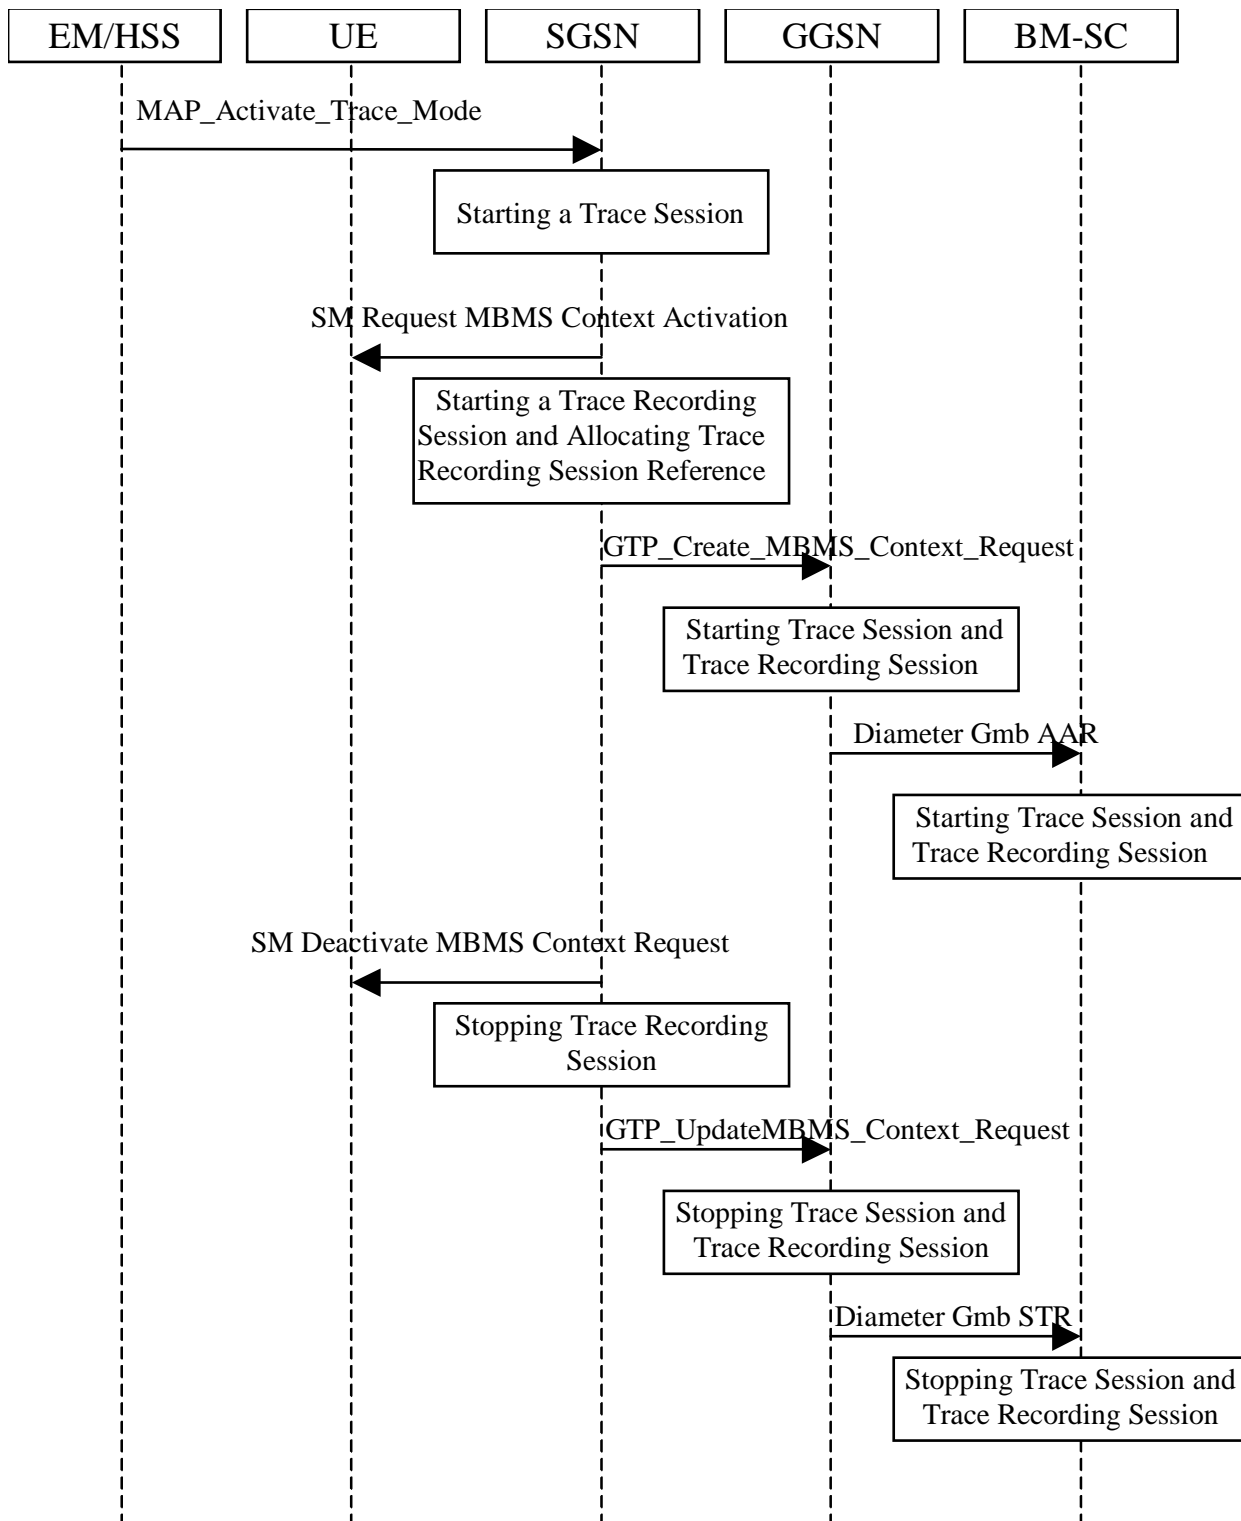 EM/HSS
UE
SGSN
GGSN
BM-SC
MAP_Activate_Trace_Mode
Starting a Trace Session
SM Request MBMS Context Activation
Starting a Trace Recording
Session and Allocating Trace
Recording Session Reference
GTP_Create_MBMS_Context_Request
Starting Trace Session and
Trace Recording Session
Diameter Gmb AAR
Starting Trace Session and
Trace Recording Session
SM Deactivate MBMS Context Request
Stopping Trace Recording
Session
GTP_UpdateMBMS_Context_Request
Stopping Trace Session and
Trace Recording Session
Diameter Gmb STR
Stopping Trace Session and
Trace Recording Session